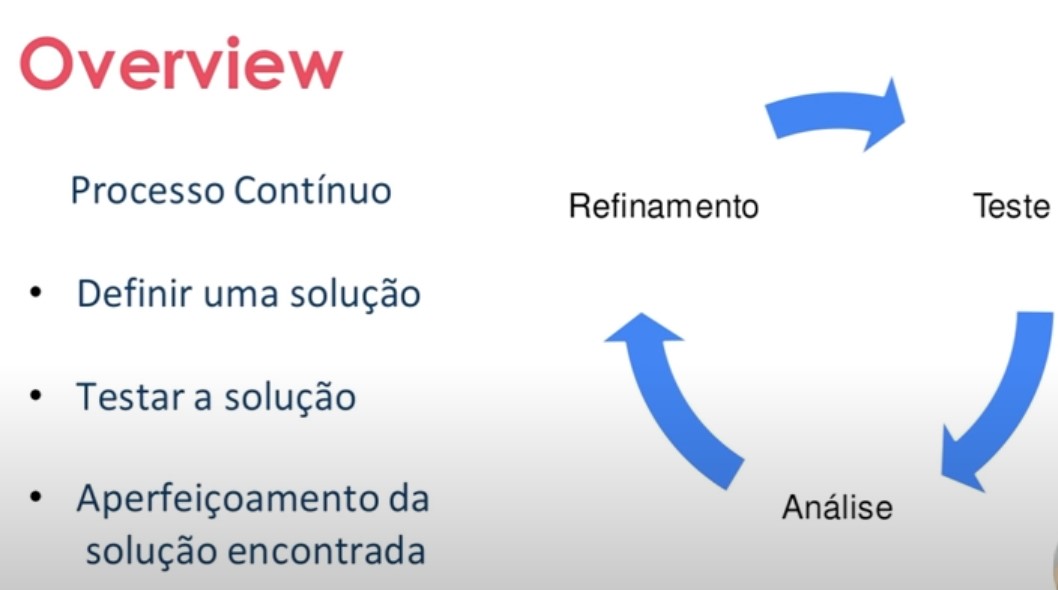 Overview
Processo Contínuo
• Definir uma solução
• Testar a solução
• Aperfeiçoamento da
solução encontrada
Refinamento
Teste
Análise